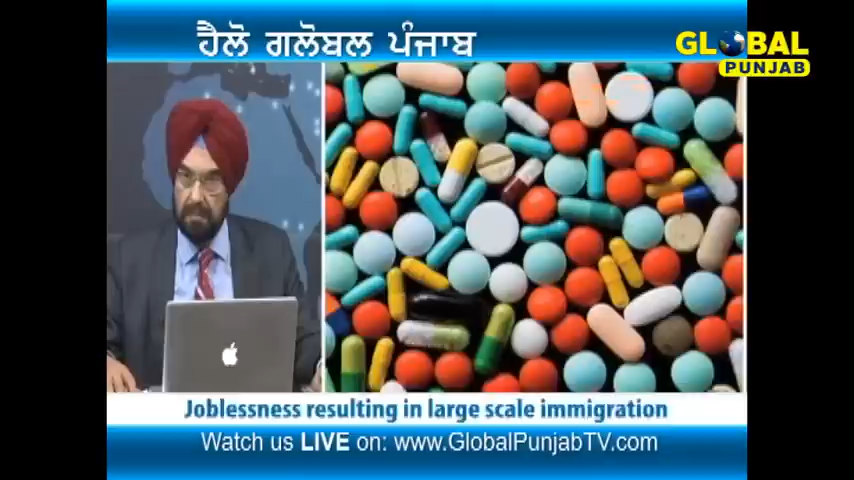 ਹੈਲੋ ਗਲੋਬਲ ਪੰਜਾਬ
GLOBAL
PUNJAB
Joblessness resulting in large scale immigration
Watch us LIVE on: www.GlobalPunjabTV.com